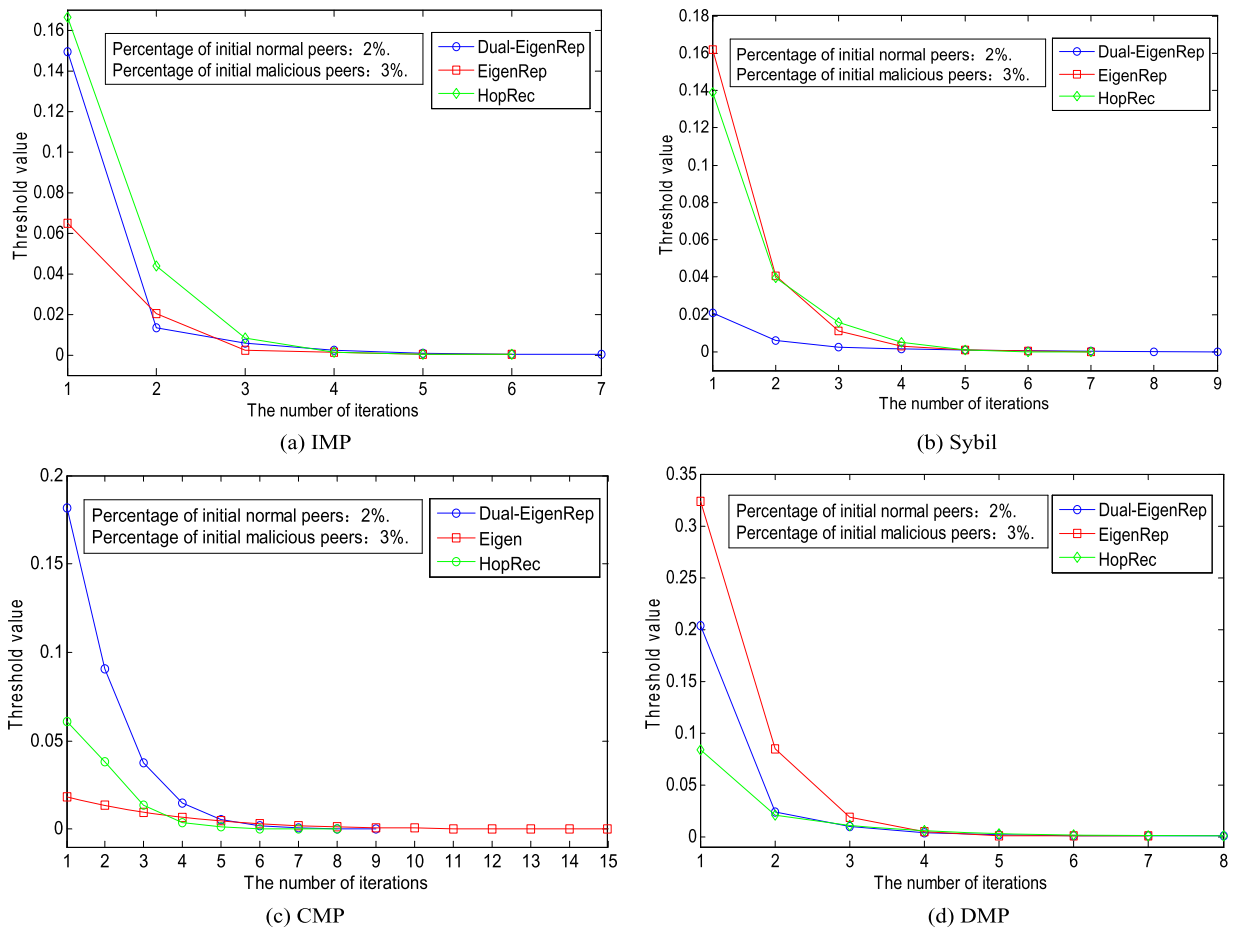 0.16
0.14
0.12
0.1
0.08
0.06
0.04
0.02
0
Threshold value
Percentage of initial normal peers: 2%.
Percentage of initial malicious peers: 3%.
Dual-EigenRep
EigenRep
HopRec
1 2 3 4 5 6 7
The number of iterations
(a) IMP
0.18
0.16
0.14
0.12
0.1
0.08
0.06
0.04
0.02
0
Threshold value
Percentage of initial normal peers: 2%.
Percentage of initial malicious peers: 3%.
Dual-EigenRep
EigenRep
HopRec
1 2 3 4 5 6 7 8 9
The number of iterations
(b) Sybil
0.2
0.15
0.1
0.05
0
Threshold value
Percentage of initial normal peers: 2%.
Percentage of initial malicious peers: 3%.
Dual-EigenRep
Eigen
HopRec
1 2 3 4 5 6 7 8 9 10 11 12 13 14 15
The number of iterations
(c) CMP
0.35
0.3
0.25
0.2
0.15
0.1
0.05
0
Threshold value
Percentage of initial normal peers: 2%.
Percentage of initial malicious peers: 3%.
Dual-EigenRep
EigenRep
HopRec
1 2 3 4 5 6 7 8
The number of iterations
(d) DMP